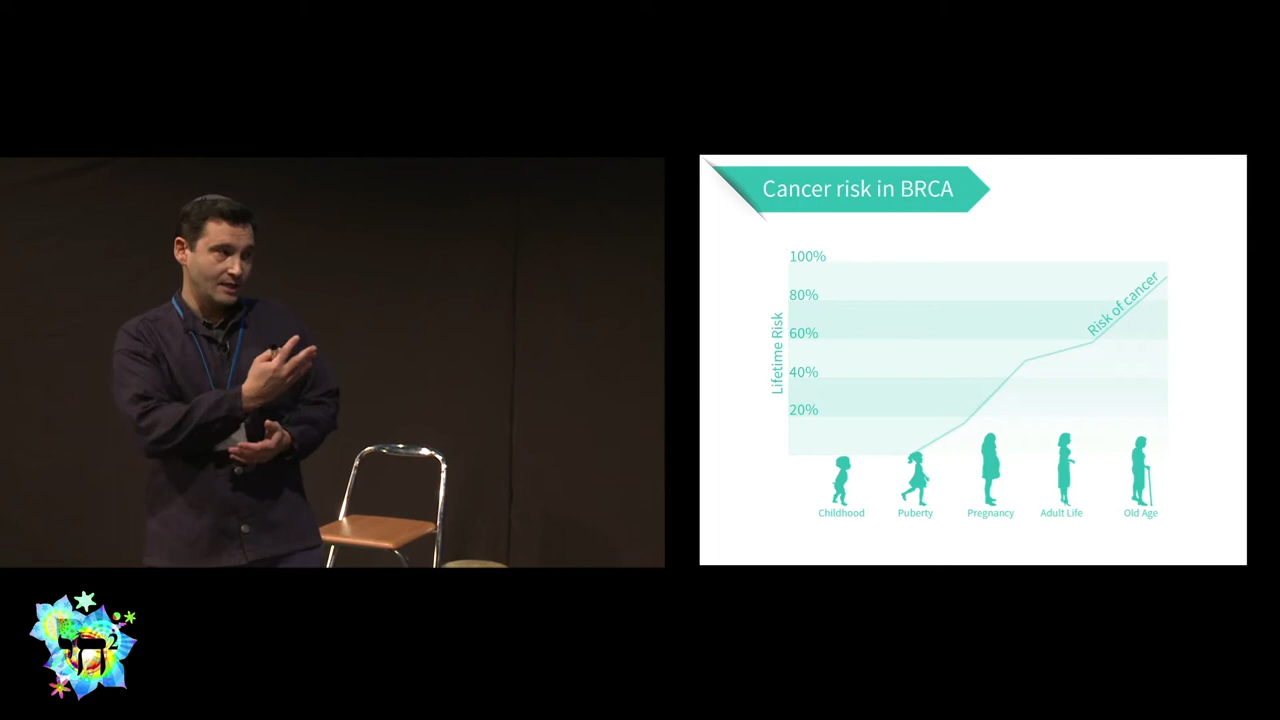 Cancer risk in BRCA
100%
80%
60%
40%
20%
Lifetime Risk
Risk of cancer
Childhood
Puberty
Pregnancy
Adult Life
Old Age
חי²